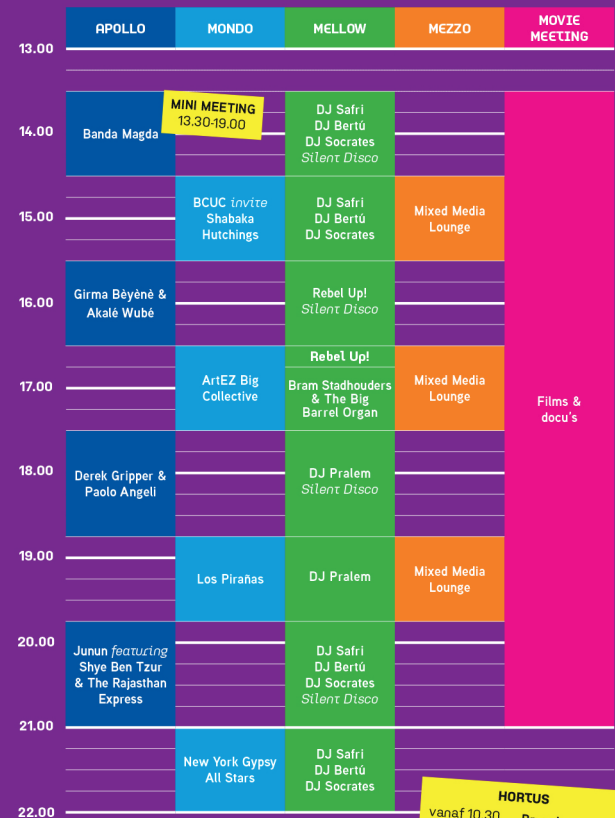 APOLLO
MONDO
MELLOW
MEZZO
MOVIE
MEETING
13.00
14.00
15.00
16.00
17.00
18.00
19.00
20.00
21.00
22.00
Banda Magda
Girma Bèyènè &
Akalé Wubé
Derek Gripper &
Paolo Angeli
Junun featuring
Shye Ben Tzur
& The Rajasthan
Express
MINI MEETING
13.30-19.00
BCUC invite
Shabaka
Hutchings
ArtEZ Big
Collective
Los Pirañas
New York Gypsy
All Stars
DJ Safri
DJ Bertú
DJ Socrates
Silent Disco
DJ Safri
DJ Bertú
DJ Socrates
Rebel Up!
Silent Disco
Rebel Up!
Bram Stadhouders
& The Big
Barrel Organ
DJ Pralem
Silent Disco
DJ Pralem
DJ Safri
DJ Bertú
DJ Socrates
Silent Disco
DJ Safri
DJ Bertú
DJ Socrates
Mixed Media
Lounge
Mixed Media
Lounge
Mixed Media
Lounge
Films &
docu's
HORTUS
vanaf 10.30